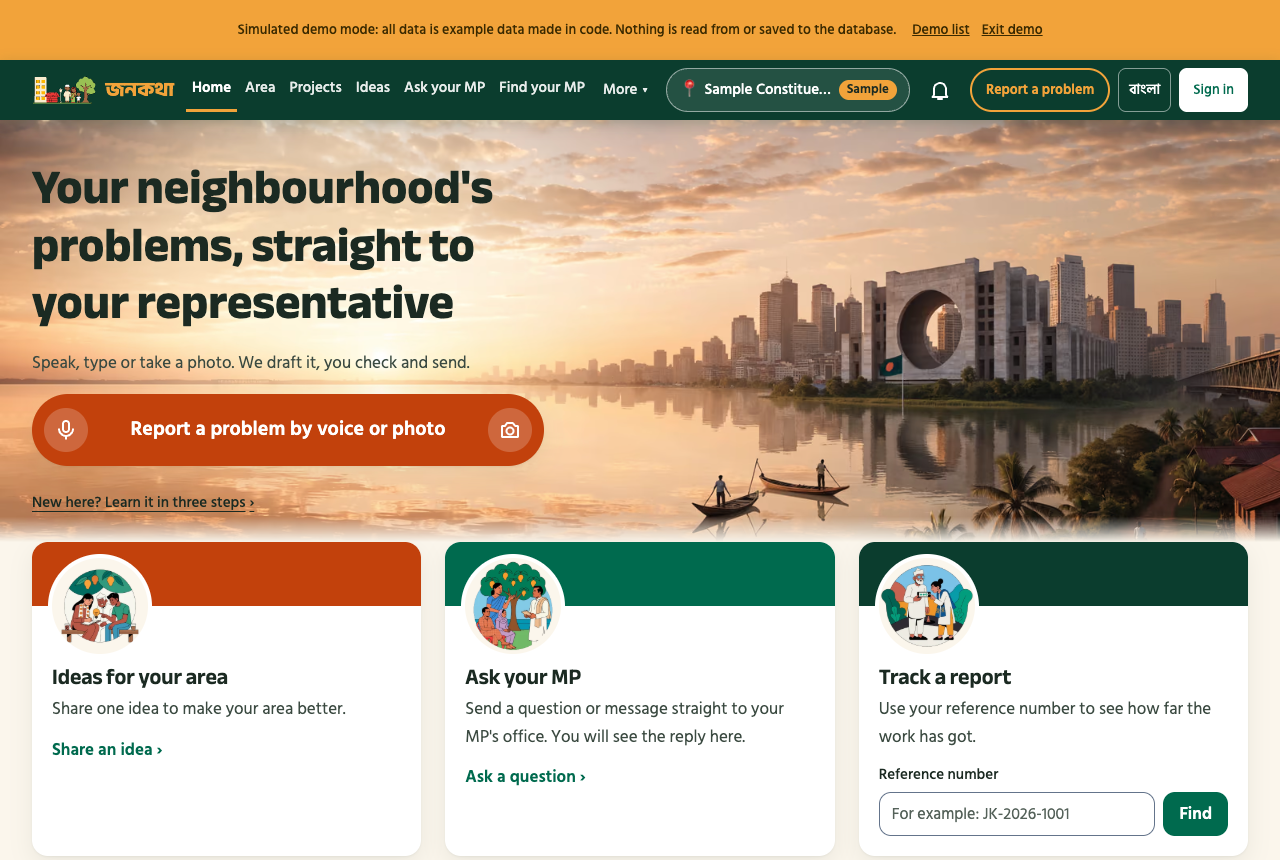 Simulated demo mode: all data is example data made in code. Nothing is read from or saved to the database. Demo list Exit demo
জনকথা Home Area Projects Ideas Ask your MP Find your MP More ▾ Sample Constitue... Sample Report a problem বাংলা Sign in
Your neighbourhood's
problems, straight to
your representative
Speak, type or take a photo. We draft it, you check and send.
Report a problem by voice or photo
New here? Learn it in three steps ›
Ideas for your area
Share one idea to make your area better.
Share an idea ›
Ask your MP
Send a question or message straight to your
MP's office. You will see the reply here.
Ask a question ›
Track a report
Use your reference number to see how far the
work has got.
Reference number
For example: JK-2026-1001 Find